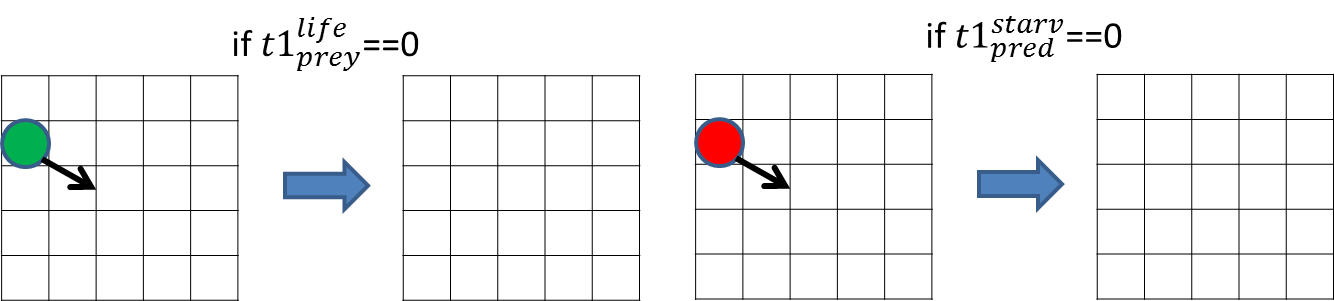 if t1^{life}_{prey}==0
if t1^{starv}_{pred}==0